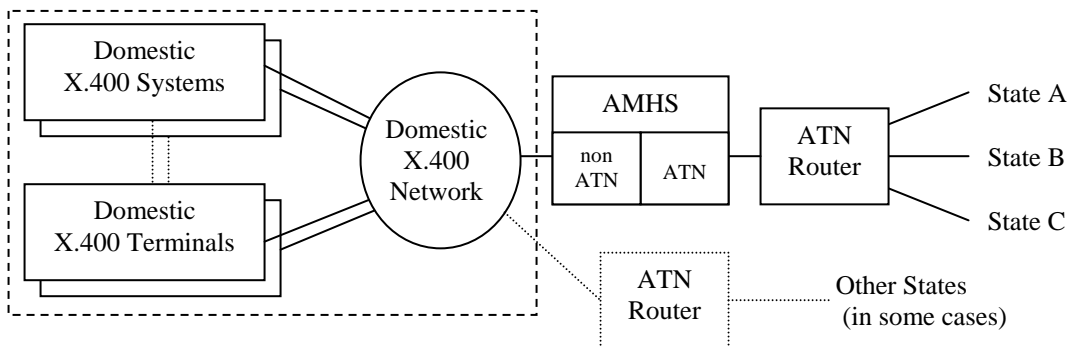 Domestic
X.400 Systems
Domestic
X.400 Terminals
Domestic
X.400
Network
AMHS
non
ATN
ATN
ATN
Router
State A
State B
State C
ATN
Router
Other States
(in some cases)